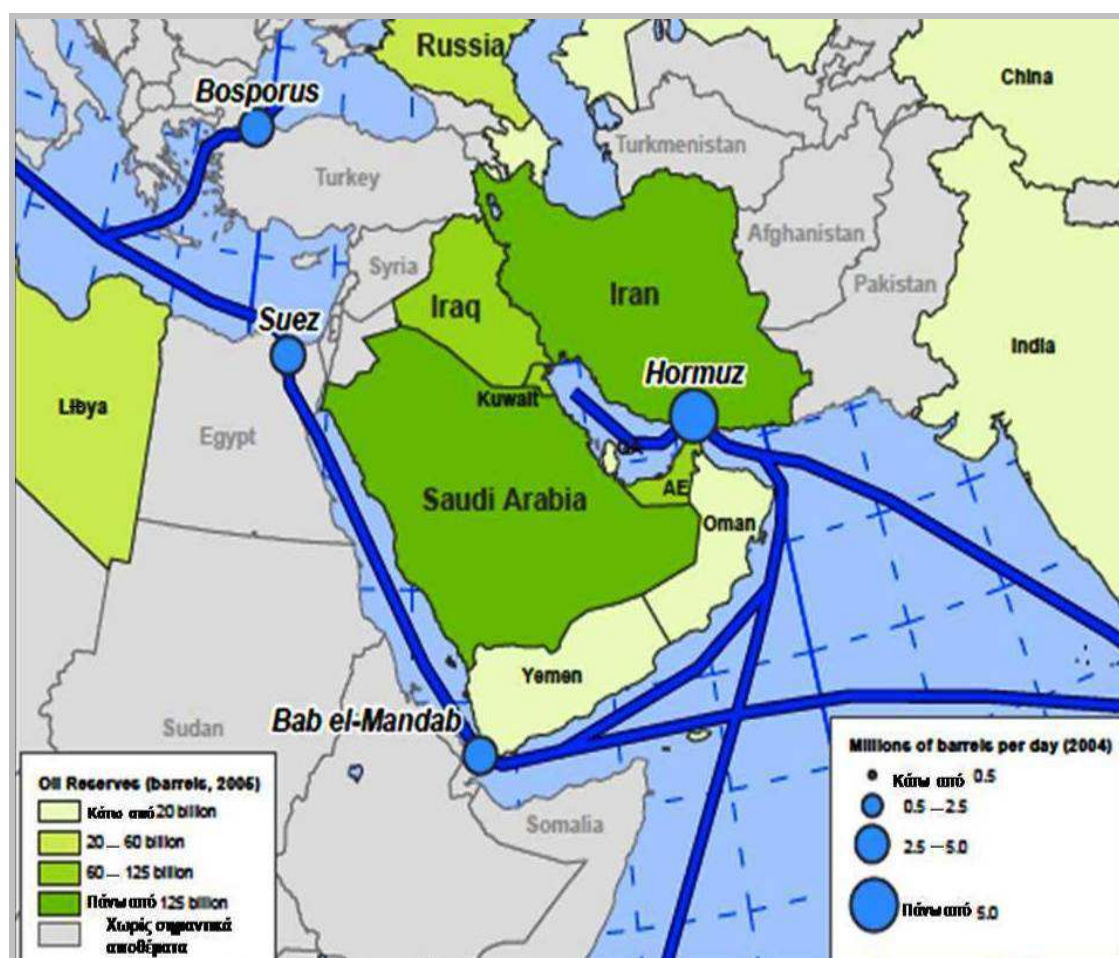 Russia
China
Bosporus
Turkmenistan
Turkey
Afghanistan
Syria
Iran
Pakistan
Iraq
Suez
India
Hormuz
Kuwait
Libya
Egypt
QA
AE
Saudi Arabia
Oman
Yemen
Bab el-Mandab
Sudan
Somalia
Oil Reserves (barrels, 2005)
Κάτω από 20 billion
20 — 60 billion
60 — 125 billion
Πάνω από 125 billion
Χωρίς σημαντικά
αποθέματα
Millions of barrels per day (2004)
Κάτω από 0.5
0.5 — 2.5
2.5 — 5.0
Πάνω από 5.0